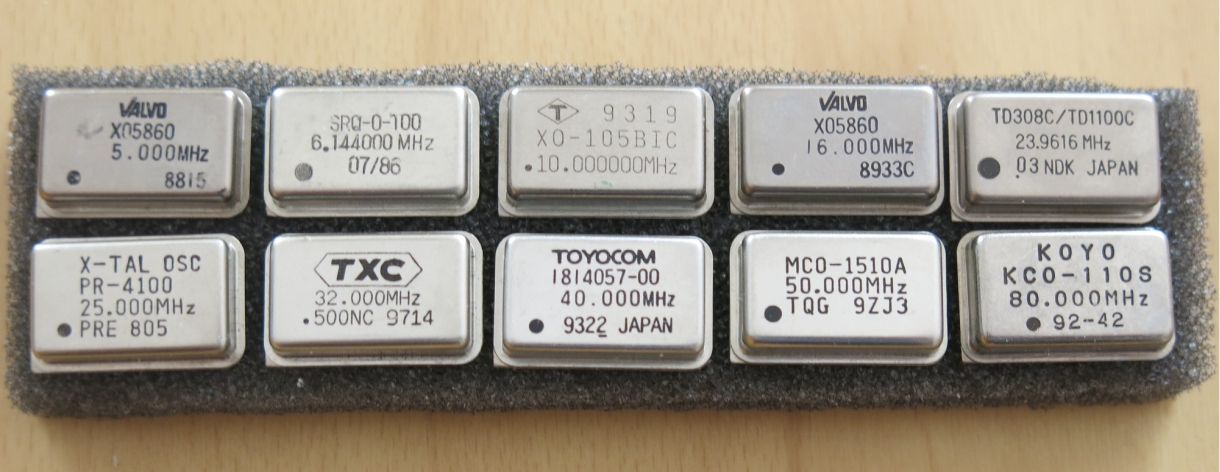 VALVO
X05860
5.000MHz
8815
SRQ-0-100
6.144000 MHz
07/86
T 9319
XO-105BIC
.10.000000MHz
VALVO
X05860
16.000MHz
8933C
TD308C/TD1100C
23.9616 MHz
03 NDK JAPAN
X-TAL OSC
PR-4100
25.000MHz
PRE 805
TXC
32.000MHz
.500NC 9714
TOYOCOM
1814057-00
40.000MHz
9322 JAPAN
MCO-1510A
50.000MHz
TQG 9ZJ3
KOYO
KCO-110S
80.000MHz
92-42